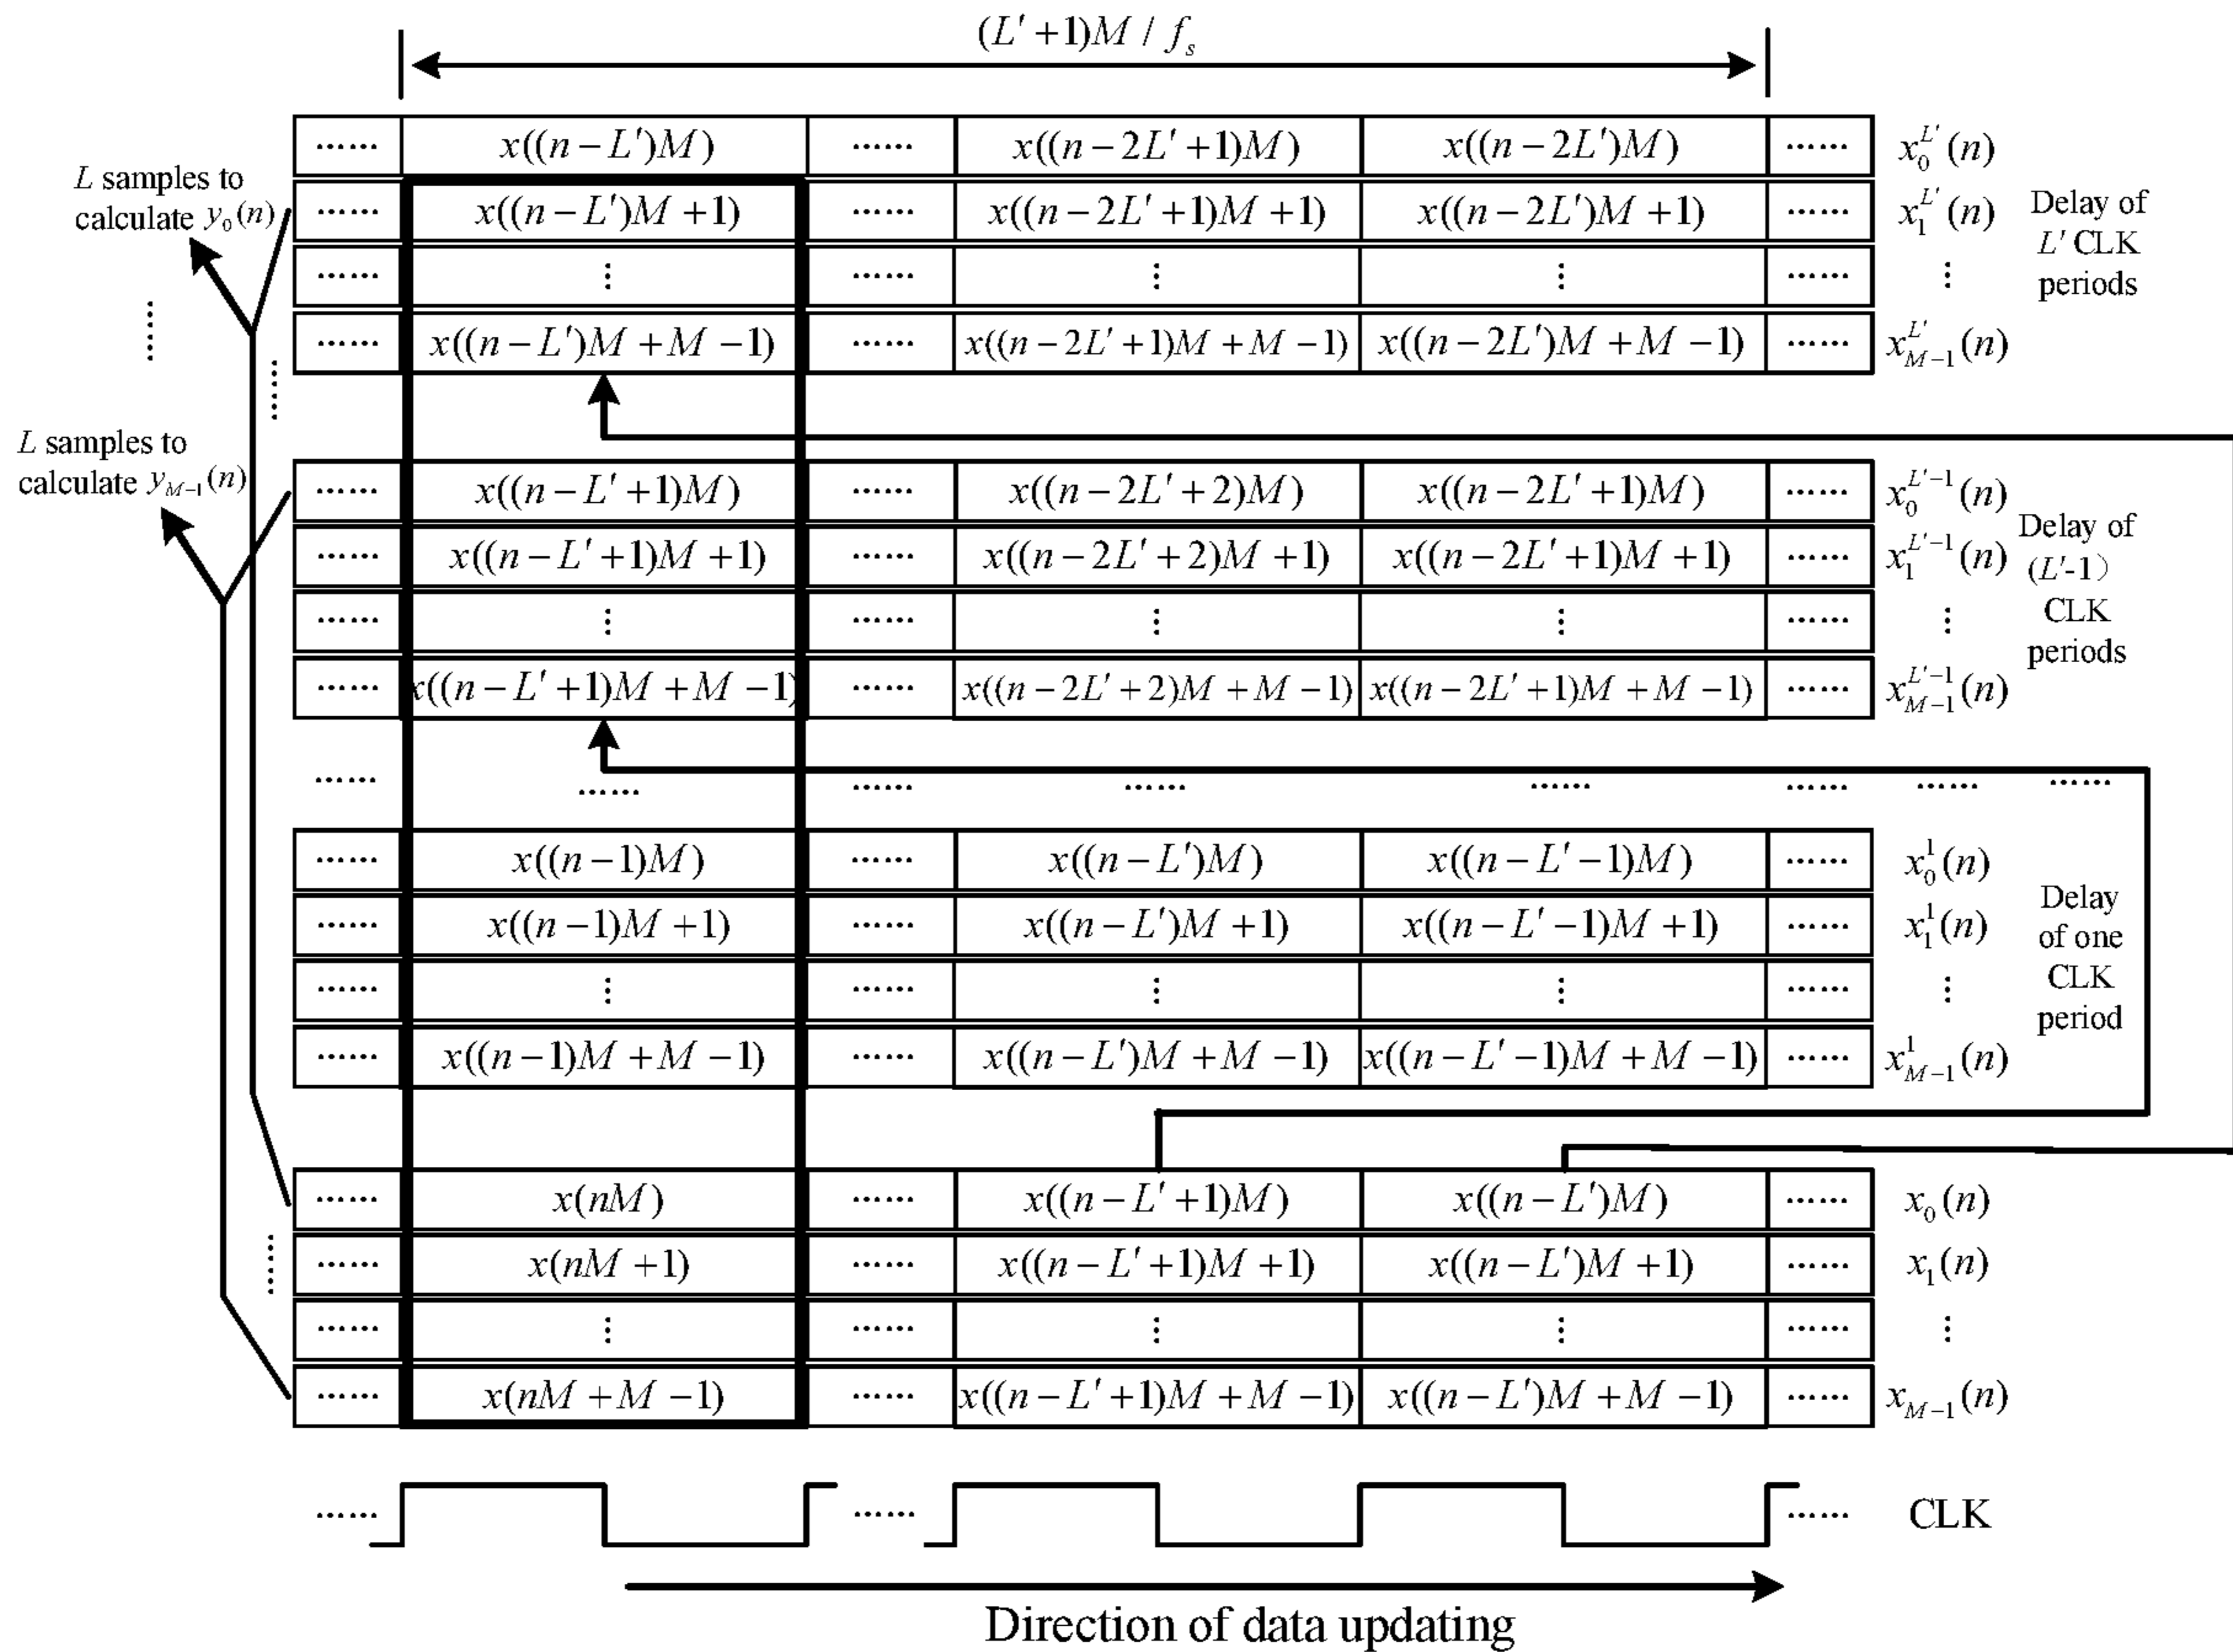 (L′+1)M / f_s
…… x((n−L′)M) …… x((n−2L′+1)M) x((n−2L′)M) …… x_0^{L′}(n)
L samples to
calculate y_0(n)
…… x((n−L′)M+1) …… x((n−2L′+1)M+1) x((n−2L′)M+1) …… x_1^{L′}(n)
Delay of
L′ CLK
periods
…… ⋮ …… ⋮ ⋮ …… ⋮
…… x((n−L′)M+M−1) …… x((n−2L′+1)M+M−1) x((n−2L′)M+M−1) …… x_{M−1}^{L′}(n)
L samples to
calculate y_{M−1}(n)
…… x((n−L′+1)M) …… x((n−2L′+2)M) x((n−2L′+1)M) …… x_0^{L′−1}(n)
…… x((n−L′+1)M+1) …… x((n−2L′+2)M+1) x((n−2L′+1)M+1) …… x_1^{L′−1}(n)
Delay of
(L′-1)
CLK
periods
…… ⋮ …… ⋮ ⋮ …… ⋮
…… x((n−L′+1)M+M−1) …… x((n−2L′+2)M+M−1) x((n−2L′+1)M+M−1) …… x_{M−1}^{L′−1}(n)
…… …… …… …… …… …… …… ……
…… x((n−1)M) …… x((n−L′)M) x((n−L′−1)M) …… x_0^1(n)
…… x((n−1)M+1) …… x((n−L′)M+1) x((n−L′−1)M+1) …… x_1^1(n)
Delay
of one
CLK
period
…… ⋮ …… ⋮ ⋮ …… ⋮
…… x((n−1)M+M−1) …… x((n−L′)M+M−1) x((n−L′−1)M+M−1) …… x_{M−1}^1(n)
…… x(nM) …… x((n−L′+1)M) x((n−L′)M) …… x_0(n)
…… x(nM+1) …… x((n−L′+1)M+1) x((n−L′)M+1) …… x_1(n)
…… ⋮ …… ⋮ ⋮ …… ⋮
…… x(nM+M−1) …… x((n−L′+1)M+M−1) x((n−L′)M+M−1) …… x_{M−1}(n)
…… …… …… CLK
Direction of data updating